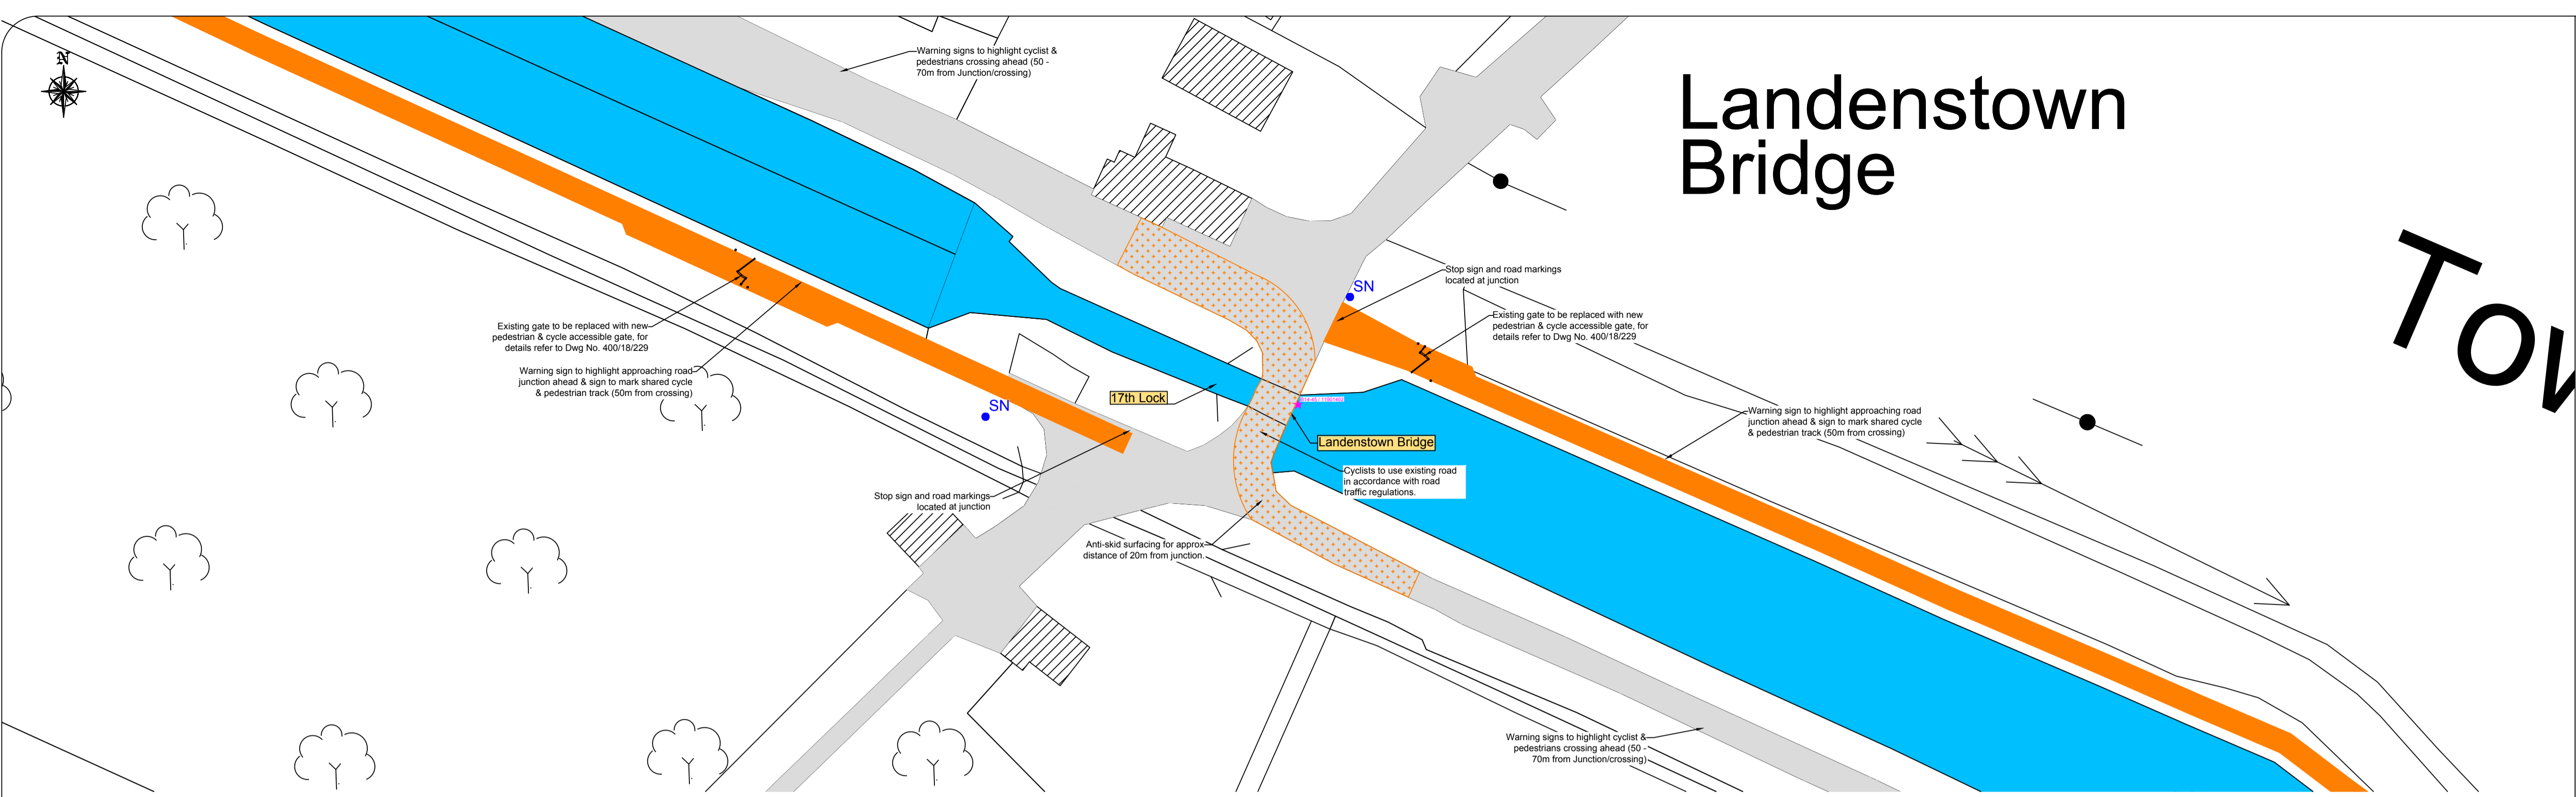 N
Warning signs to highlight cyclist &
pedestrians crossing ahead (50 -
70m from Junction/crossing)
Landenstown
Bridge
Tow
Stop sign and road markings
located at junction
SN
Existing gate to be replaced with new
pedestrian & cycle accessible gate, for
details refer to Dwg No. 400/18/229
Existing gate to be replaced with new
pedestrian & cycle accessible gate, for
details refer to Dwg No. 400/18/229
Warning sign to highlight approaching road
junction ahead & sign to mark shared cycle
& pedestrian track (50m from crossing)
17th Lock
SN
Warning sign to highlight approaching road
junction ahead & sign to mark shared cycle
& pedestrian track (50m from crossing)
Landenstown Bridge
Cyclists to use existing road
in accordance with road
traffic regulations.
Stop sign and road markings
located at junction
Anti-skid surfacing for approx
distance of 20m from junction.
Warning signs to highlight cyclist &
pedestrians crossing ahead (50 -
70m from Junction/crossing)